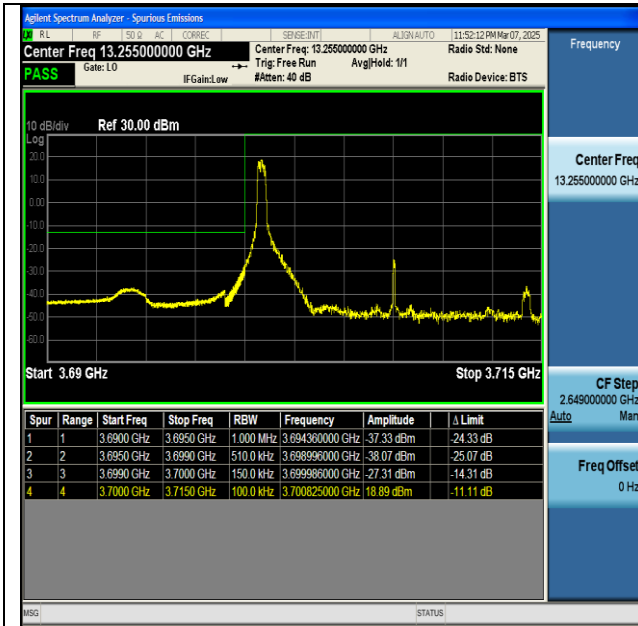 Agilent Spectrum Analyzer - Spurious Emissions
RL RF 50 Ω AC CORREC SENSE:INT ALIGN AUTO 11:52:12 PM Mar 07, 2025
Center Freq 13.255000000 GHz
Center Freq: 13.255000000 GHz
Radio Std: None
Trig: Free Run Avg|Hold: 1/1
PASS
Gate: LO
IFGain:Low
#Atten: 40 dB
Radio Device: BTS
10 dB/div Ref 30.00 dBm
Log
20.0
10.0
0.00
-10.0
-20.0
-30.0
-40.0
-50.0
-60.0
Start 3.69 GHz
Stop 3.715 GHz
Spur Range Start Freq Stop Freq RBW Frequency Amplitude Δ Limit
1 1 3.6900 GHz 3.6950 GHz 1.000 MHz 3.694360000 GHz -37.33 dBm -24.33 dB
2 2 3.6950 GHz 3.6990 GHz 510.0 kHz 3.698996000 GHz -38.07 dBm -25.07 dB
3 3 3.6990 GHz 3.7000 GHz 150.0 kHz 3.699986000 GHz -27.31 dBm -14.31 dB
4 4 3.7000 GHz 3.7150 GHz 100.0 kHz 3.700825000 GHz 18.89 dBm -11.11 dB
MSG
STATUS
Frequency
Center Freq
13.255000000 GHz
CF Step
2.649000000 GHz
Auto Man
Freq Offset
0 Hz